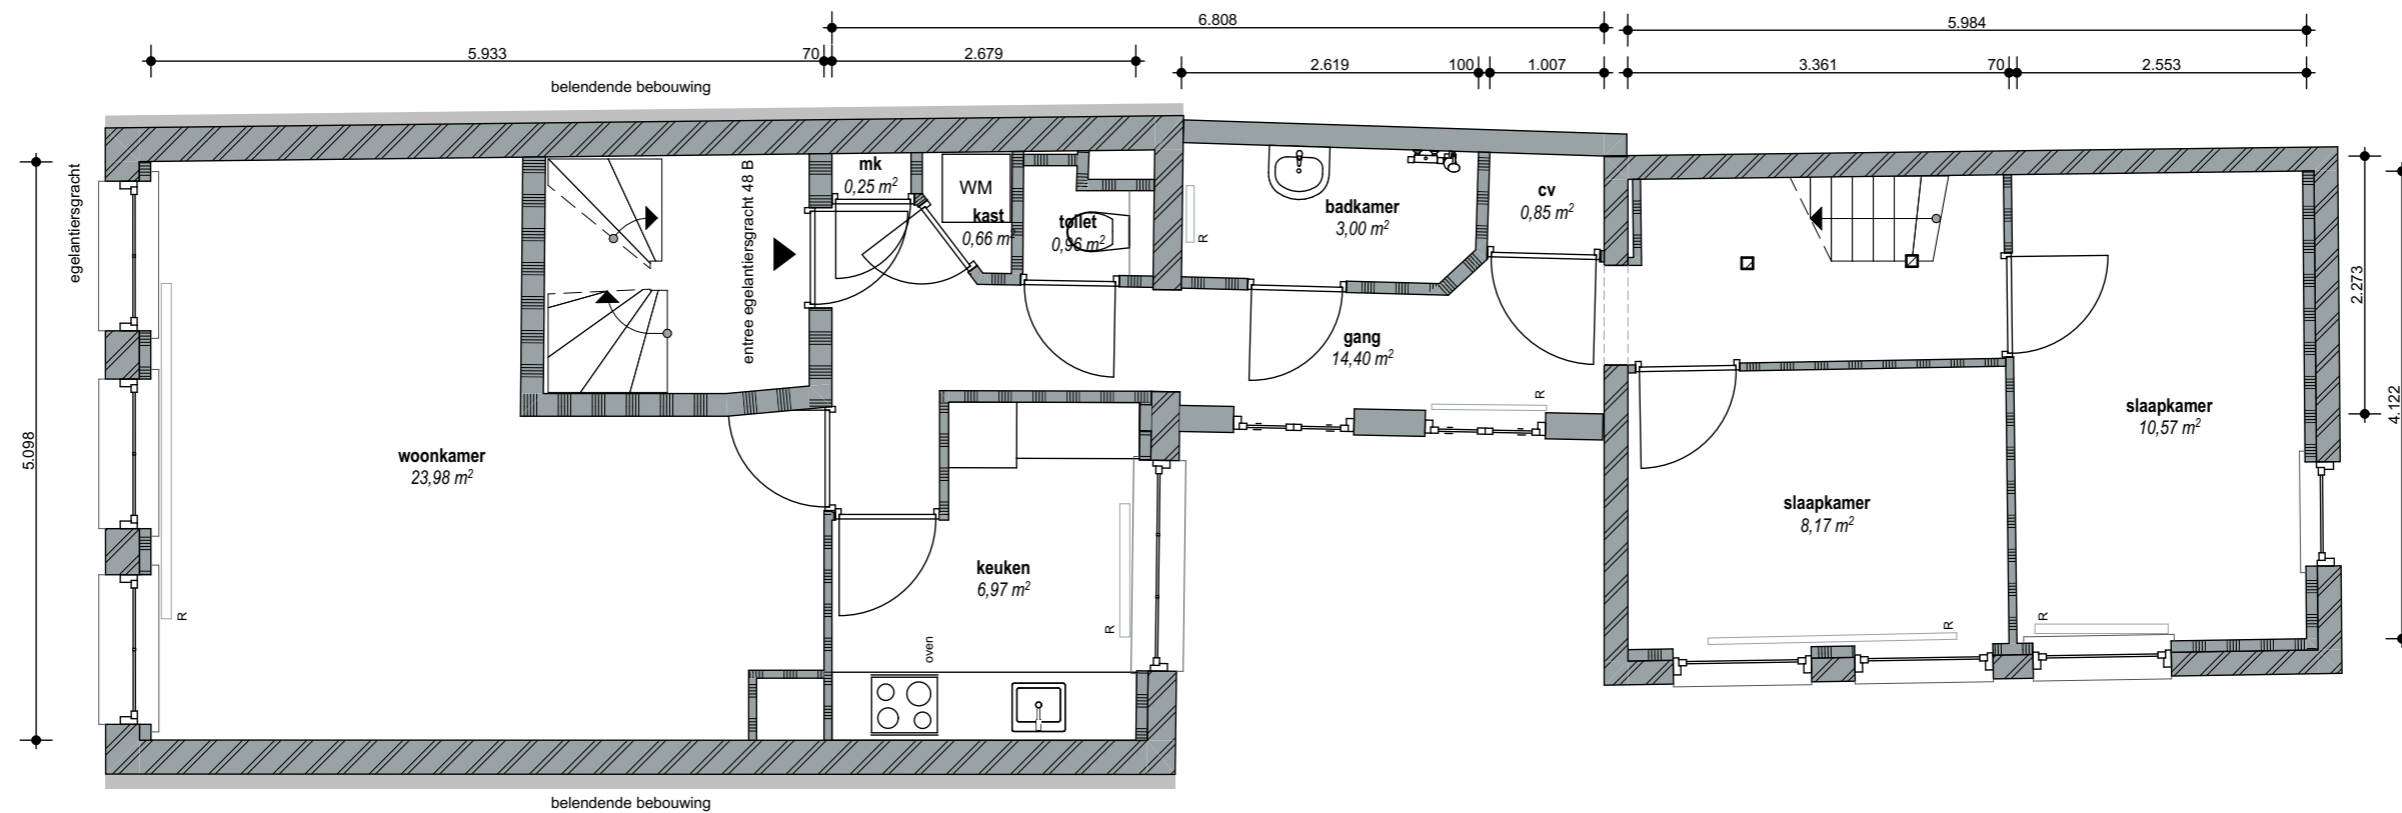 6.808
5.984
5.933
70
2.679
2.619
100
1.007
3.361
70
2.553
belendende bebouwing
egelantiersgracht
entree egelantiersgracht 48 B
mk
0,25 m²
WM
kast
0,66 m²
toilet
0,96 m²
badkamer
3,00 m²
R
cv
0,85 m²
gang
14,40 m²
R
2.273
4.122
5.098
woonkamer
23,98 m²
R
keuken
6,97 m²
R
oven
slaapkamer
8,17 m²
R
slaapkamer
10,57 m²
R
belendende bebouwing